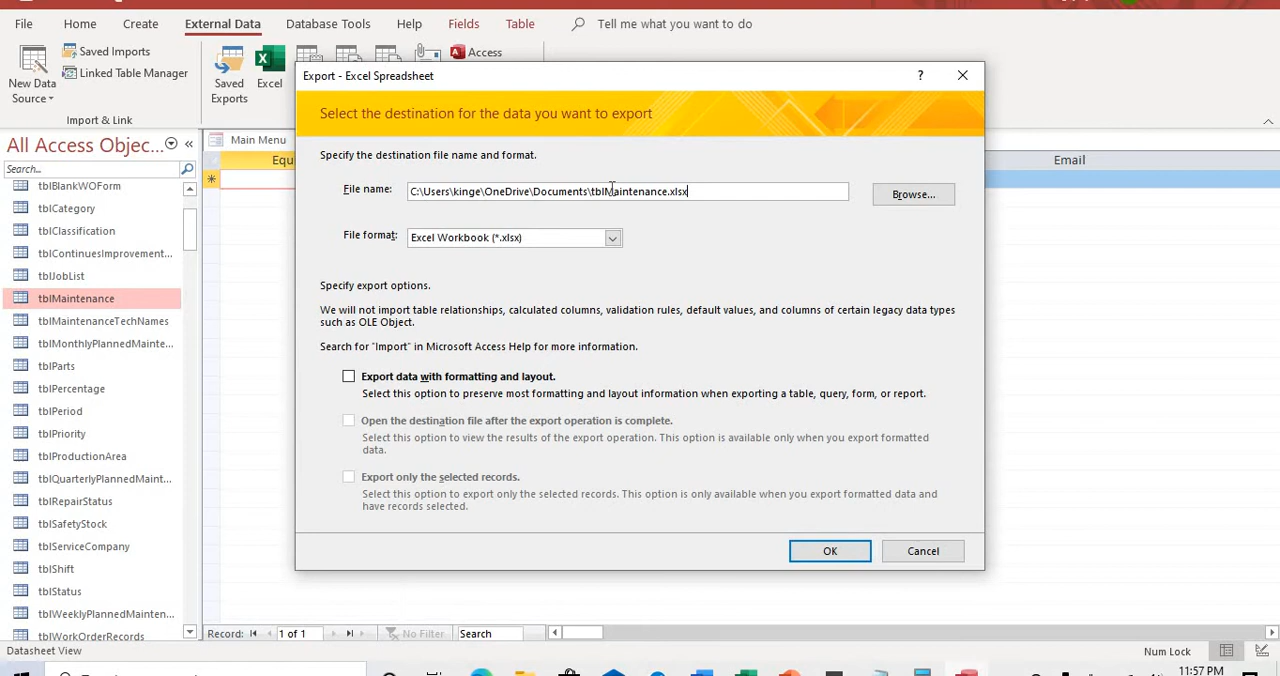 File Home Create External Data Database Tools Help Fields Table Tell me what you want to do
Saved Imports
Linked Table Manager
New Data
Source
Saved
Exports
Excel
Access
Import & Link
Export - Excel Spreadsheet
?
Select the destination for the data you want to export
Specify the destination file name and format.
File name: C:\Users\kinge\OneDrive\Documents\tblMaintenance.xlsx
Browse...
File format: Excel Workbook (*.xlsx)
Specify export options.
We will not import table relationships, calculated columns, validation rules, default values, and columns of certain legacy data types
such as OLE Object.
Search for "Import" in Microsoft Access Help for more information.
Export data with formatting and layout.
Select this option to preserve most formatting and layout information when exporting a table, query, form, or report.
Open the destination file after the export operation is complete.
Select this option to view the results of the export operation. This option is available only when you export formatted
data.
Export only the selected records.
Select this option to export only the selected records. This option is only available when you export formatted data and
have records selected.
OK Cancel
All Access Objec...
Search...
tblBlankWOForm
tblCategory
tblClassification
tblContinuesImprovement...
tblJobList
tblMaintenance
tblMaintenanceTechNames
tblMonthlyPlannedMainte...
tblParts
tblPercentage
tblPeriod
tblPriority
tblProductionArea
tblQuarterlyPlannedMaint...
tblRepairStatus
tblSafetyStock
tblServiceCompany
tblShift
tblStatus
tblWeeklyPlannedMainten...
tblWorkOrderRecords
Main Menu
Equ
Email
Record: 1 of 1 No Filter Search
Datasheet View
Num Lock
11:57 PM